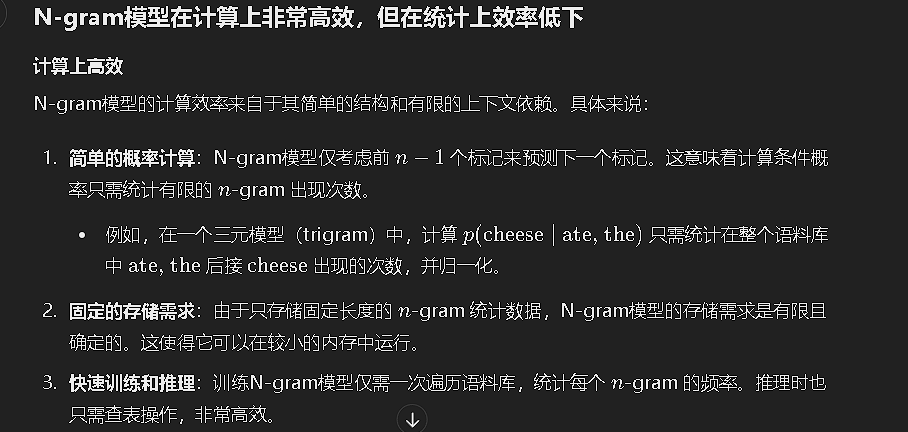 N-gram模型在计算上非常高效，但在统计上效率低下
计算上高效
N-gram模型的计算效率来自于其简单的结构和有限的上下文依赖。具体来说：
1. 简单的概率计算：N-gram模型仅考虑前 n − 1 个标记来预测下一个标记。这意味着计算条件概
率只需统计有限的 n-gram 出现次数。
• 例如，在一个三元模型（trigram）中，计算 p(cheese | ate, the) 只需统计在整个语料库
中 ate, the 后接 cheese 出现的次数，并归一化。
2. 固定的存储需求：由于只存储固定长度的 n-gram 统计数据，N-gram模型的存储需求是有限且
确定的。这使得它可以在较小的内存中运行。
3. 快速训练和推理：训练N-gram模型仅需一次遍历语料库，统计每个 n-gram 的频率。推理时也
只需查表操作，非常高效。